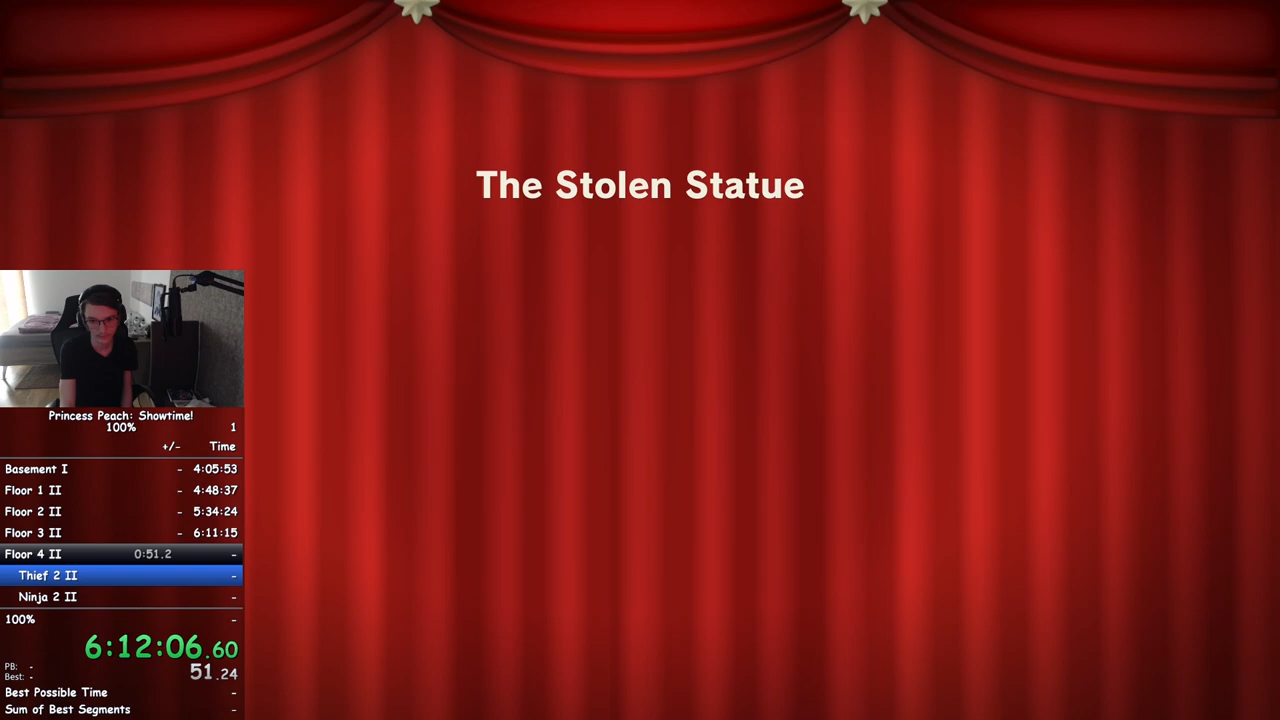 The Stolen Statue
Princess Peach: Showtime!
100% 1
+/- Time
Basement I - 4:05:53
Floor 1 II - 4:48:37
Floor 2 II - 5:34:24
Floor 3 II - 6:11:15
Floor 4 II 0:51.2 -
Thief 2 II -
Ninja 2 II -
100% -
6:12:06.60
PB: - 51.24
Best: -
Best Possible Time -
Sum of Best Segments -